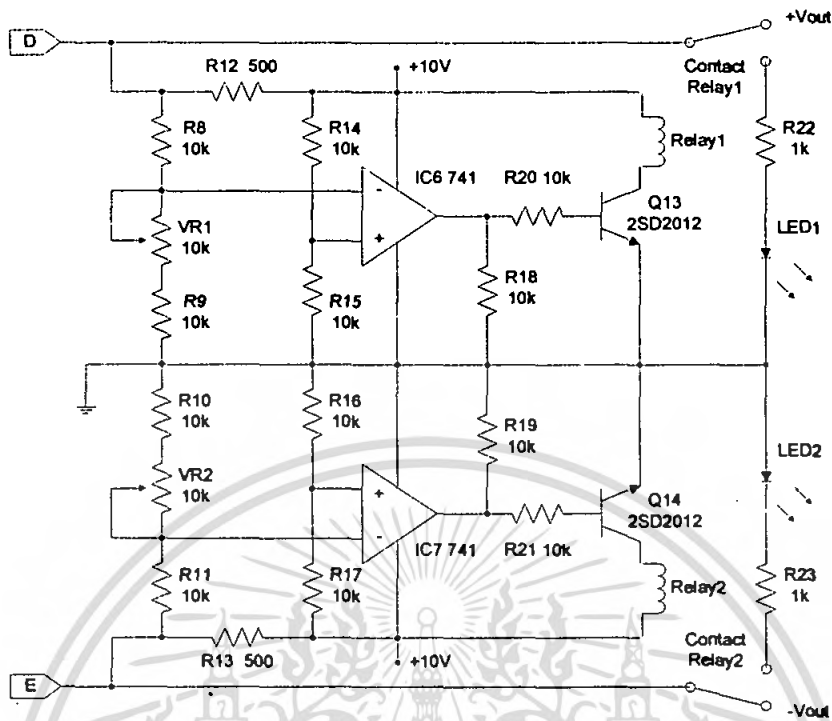 D
+Vout
R12 500
+10V
Contact
Relay1
R8
10k
R14
10k
Relay1
R22
1k
IC6 741
R20 10k
Q13
2SD2012
-
+
VR1
10k
LED1
R9
10k
R15
10k
R18
10k
R10
10k
R16
10k
R19
10k
LED2
VR2
10k
+
-
Q14
2SD2012
IC7 741
R21 10k
R11
10k
R17
10k
Relay2
R23
1k
R13 500
+10V
Contact
Relay2
E
-Vout